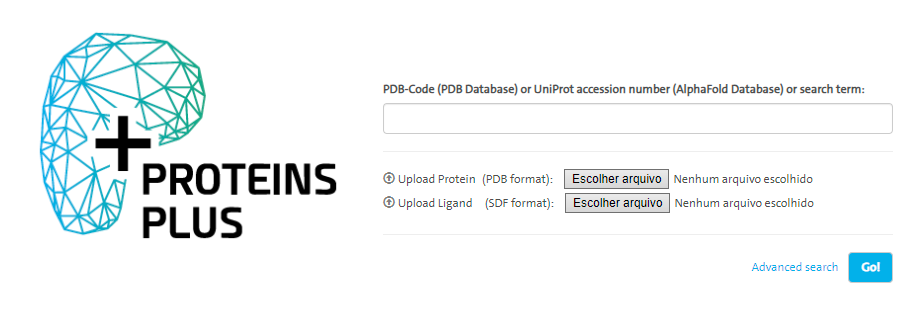 PROTEINS
PLUS
PDB-Code (PDB Database) or UniProt accession number (AlphaFold Database) or search term:
Upload Protein (PDB format): Escolher arquivo Nenhum arquivo escolhido
Upload Ligand (SDF format): Escolher arquivo Nenhum arquivo escolhido
Advanced search Go!